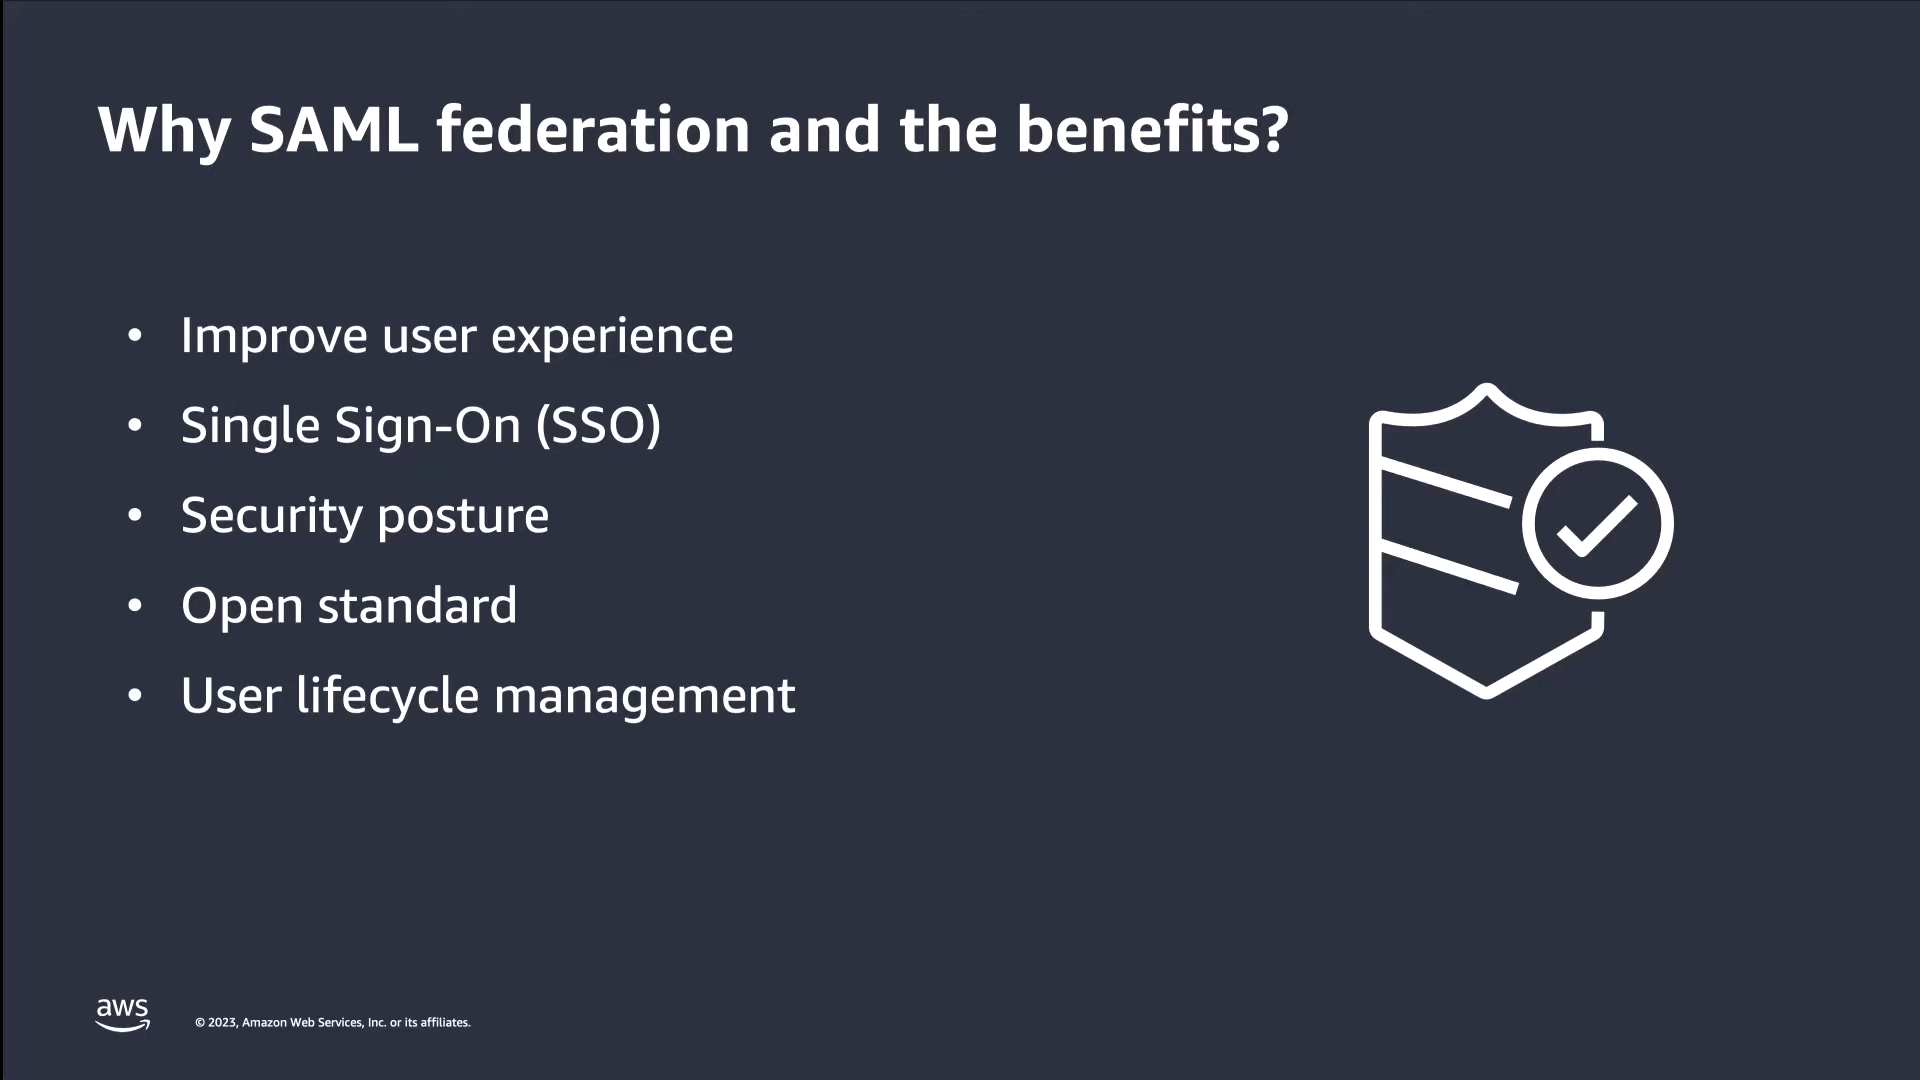 Why SAML federation and the benefits?
• Improve user experience
• Single Sign-On (SSO)
• Security posture
• Open standard
• User lifecycle management
aws
© 2023, Amazon Web Services, Inc. or its affiliates.